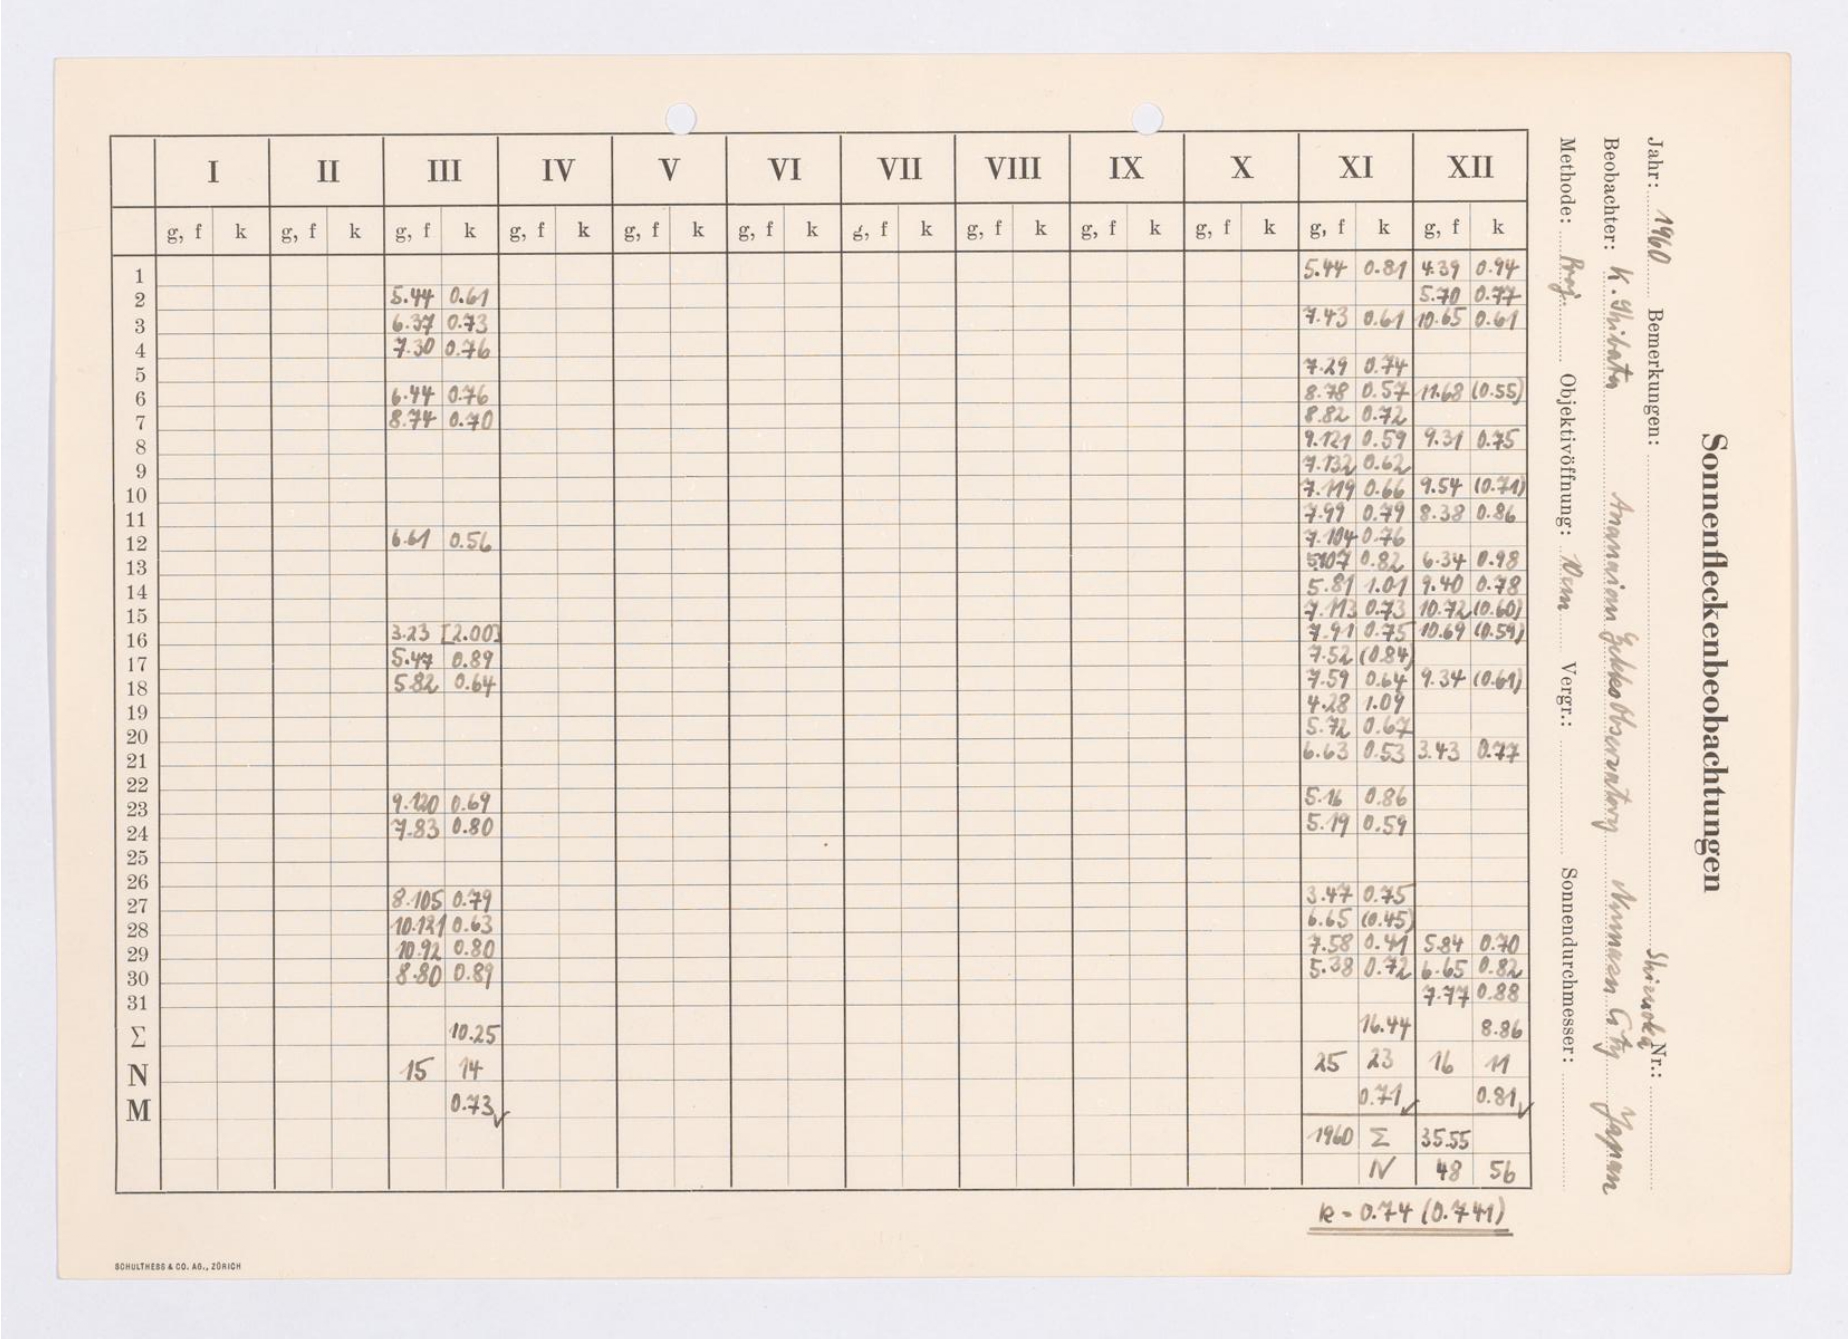 Sonnenfleckenbeobachtungen
Jahr: 1960 Bemerkungen: Nr.:
Beobachter: K. Shibata Observatory City Japan
Methode: Proj. Objektivöffnung: 10 cm Vergr.: Sonnendurchmesser:
I II III IV V VI VII VIII IX X XI XII
g, f k g, f k g, f k g, f k g, f k g, f k g, f k g, f k g, f k g, f k g, f k g, f k
1 5.44 0.81 4.39 0.94
2 5.44 0.61 5.70 0.77
3 6.37 0.73 7.43 0.61 10.65 0.61
4 7.30 0.76
5 7.29 0.74
6 6.44 0.76 8.78 0.57 11.68 (0.55)
7 8.74 0.70 8.82 0.72
8 9.121 0.59 9.31 0.75
9 7.132 0.62
10 7.119 0.66 9.54 (0.71)
11 7.97 0.79 8.38 0.86
12 6.61 0.56 7.104 0.76
13 5.107 0.82 6.34 0.98
14 5.81 1.01 9.40 0.78
15 7.113 0.73 10.72 (0.60)
16 3.23 [2.00] 7.91 0.75 10.69 (0.59)
17 5.47 0.89 7.52 (0.84)
18 5.82 0.64 7.59 0.64 9.34 (0.61)
19 4.28 1.09
20 5.72 0.67
21 6.63 0.53 3.43 0.77
22
23 9.120 0.69 5.16 0.86
24 7.83 0.80 5.19 0.59
25
26
27 8.105 0.79 3.47 0.75
28 10.121 0.63 6.65 (0.45)
29 10.92 0.80 7.58 0.41 5.84 0.70
30 8.80 0.89 5.38 0.72 6.65 0.82
31 7.77 0.88
Σ 10.25 16.44 8.86
N 15 14 25 23 16 11
M 0.73 ✓ 0.71 ✓ 0.81 ✓
1960 Σ 35.55
N 48 56
k = 0.74 (0.741)
SCHULTHESS & CO. AG., ZÜRICH